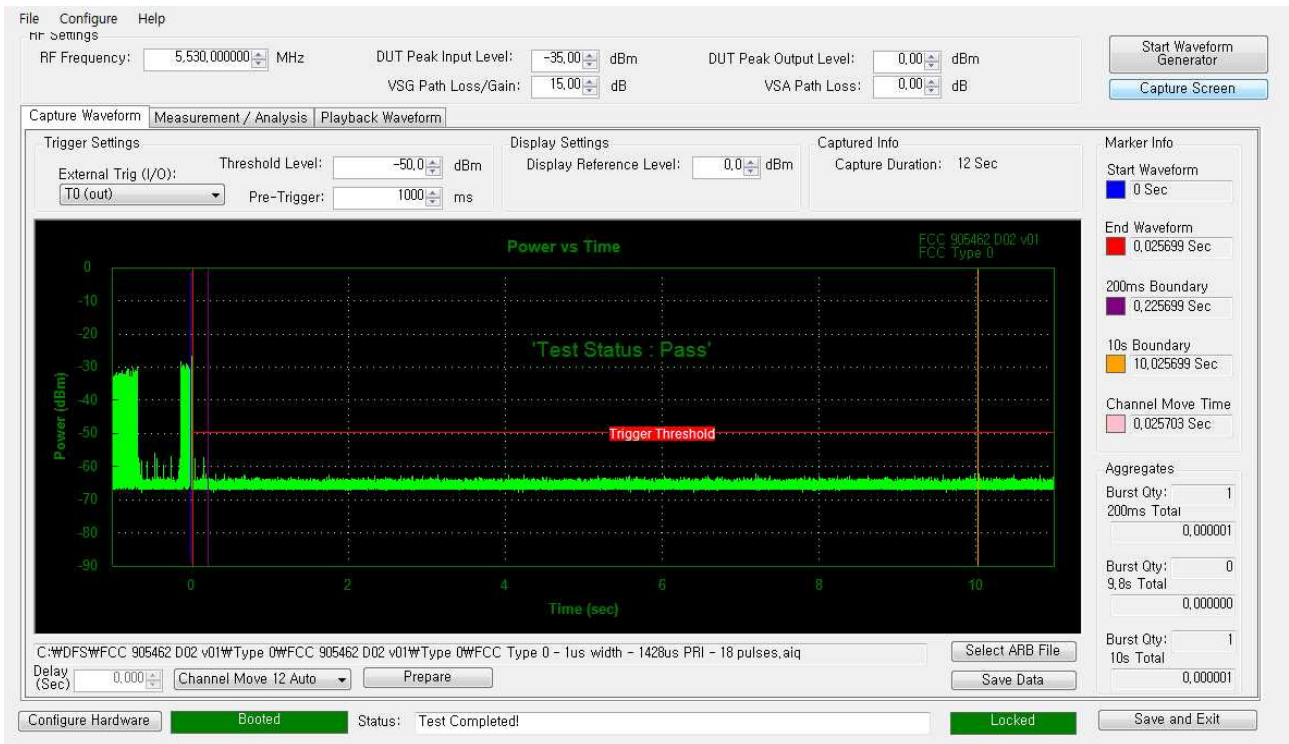 File Configure Help
RF Settings
RF Frequency: 5,530,000000 MHz DUT Peak Input Level: -35,00 dBm DUT Peak Output Level: 0,00 dBm
VSG Path Loss/Gain: 15,00 dB VSA Path Loss: 0,00 dB
Start Waveform
Generator
Capture Screen
Capture Waveform Measurement / Analysis Playback Waveform
Trigger Settings
External Trig (I/O):
T0 (out)
Threshold Level: -50,0 dBm
Pre-Trigger: 1000 ms
Display Settings
Display Reference Level: 0,0 dBm
Captured Info
Capture Duration: 12 Sec
Power vs Time
FCC 905462 D02 v01
FCC Type 0
'Test Status : Pass'
Trigger Threshold
Power (dBm)
0
-10
-20
-30
-40
-50
-60
-70
-80
-90
0 2 4 6 8 10
Time (sec)
Marker Info
Start Waveform
0 Sec
End Waveform
0,025699 Sec
200ms Boundary
0,225699 Sec
10s Boundary
10,025699 Sec
Channel Move Time
0,025703 Sec
Aggregates
Burst Qty: 1
200ms Total
0,000001
Burst Qty: 0
9,8s Total
0,000000
Burst Qty: 1
10s Total
0,000001
C:₩DFS₩FCC 905462 D02 v01₩Type 0₩FCC 905462 D02 v01₩Type 0₩FCC Type 0 - 1us width - 1428us PRI - 18 pulses,aiq
Select ARB File
Delay
(Sec) 0,000 Channel Move 12 Auto Prepare
Save Data
Configure Hardware Booted Status: Test Completed! Locked Save and Exit